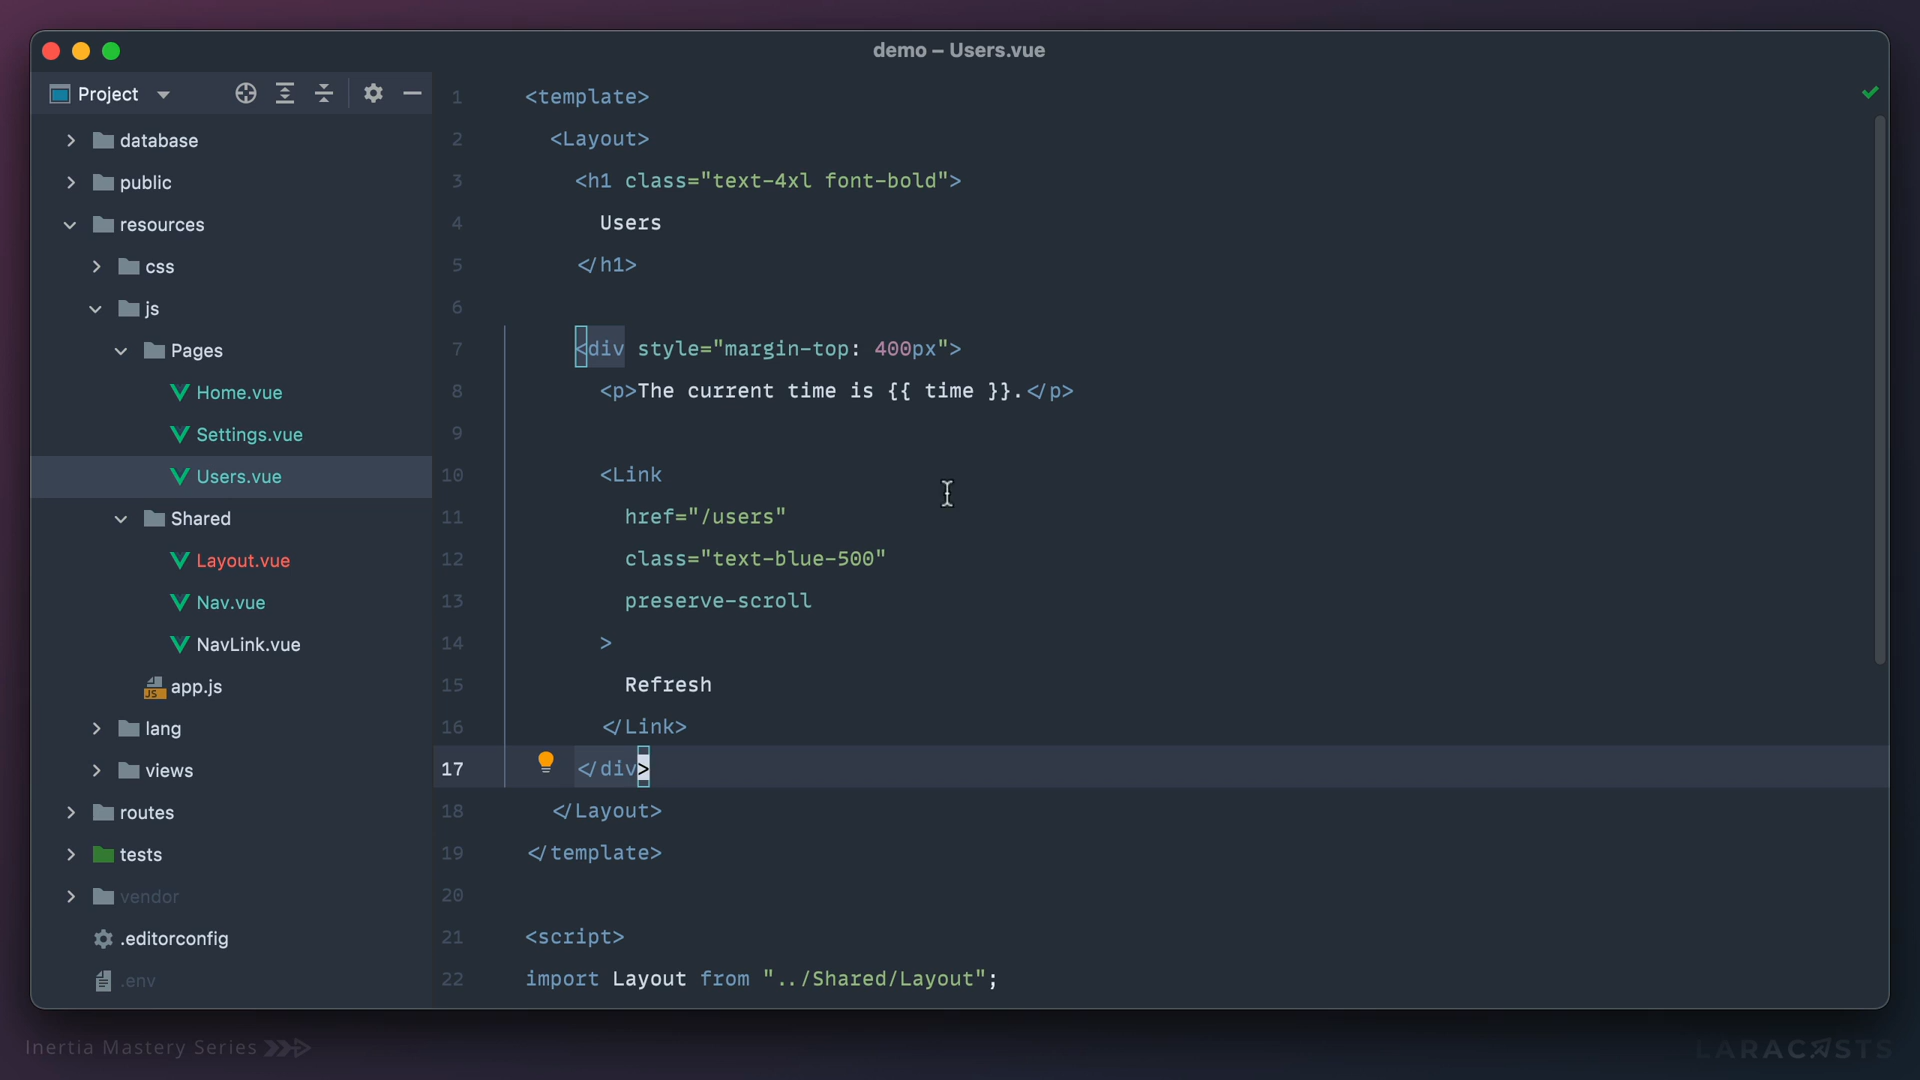 demo – Users.vue
Project
database
public
resources
css
js
Pages
Home.vue
Settings.vue
Users.vue
Shared
Layout.vue
Nav.vue
NavLink.vue
JS app.js
lang
views
routes
tests
vendor
.editorconfig
.env
1 <template>
2 <Layout>
3 <h1 class="text-4xl font-bold">
4 Users
5 </h1>
6
7 <div style="margin-top: 400px">
8 <p>The current time is {{ time }}.</p>
9
10 <Link
11 href="/users"
12 class="text-blue-500"
13 preserve-scroll
14 >
15 Refresh
16 </Link>
17 </div>
18 </Layout>
19 </template>
20
21 <script>
22 import Layout from "../Shared/Layout";
Inertia Mastery Series
LARACASTS